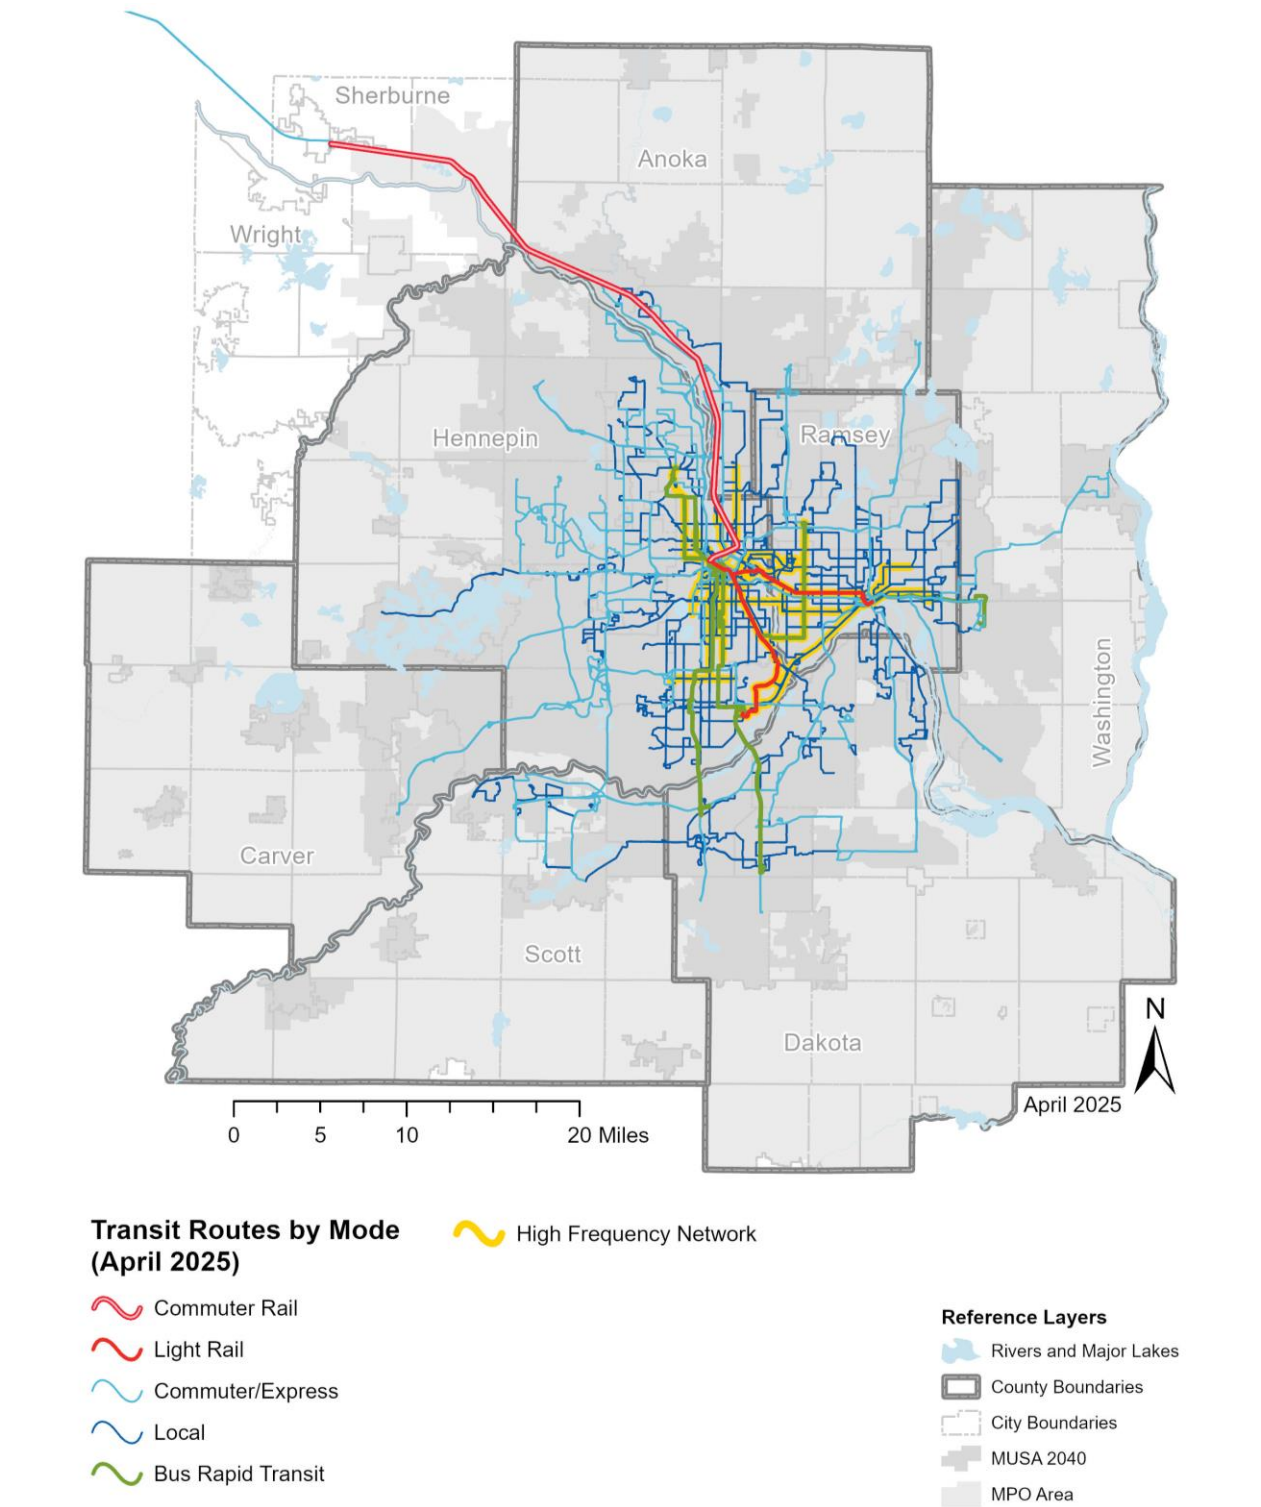 Sherburne
Anoka
Wright
Hennepin
Ramsey
Washington
Carver
Scott
Dakota
N
April 2025
0 5 10 20 Miles
Transit Routes by Mode
(April 2025)
High Frequency Network
Commuter Rail
Light Rail
Commuter/Express
Local
Bus Rapid Transit
Reference Layers
Rivers and Major Lakes
County Boundaries
City Boundaries
MUSA 2040
MPO Area